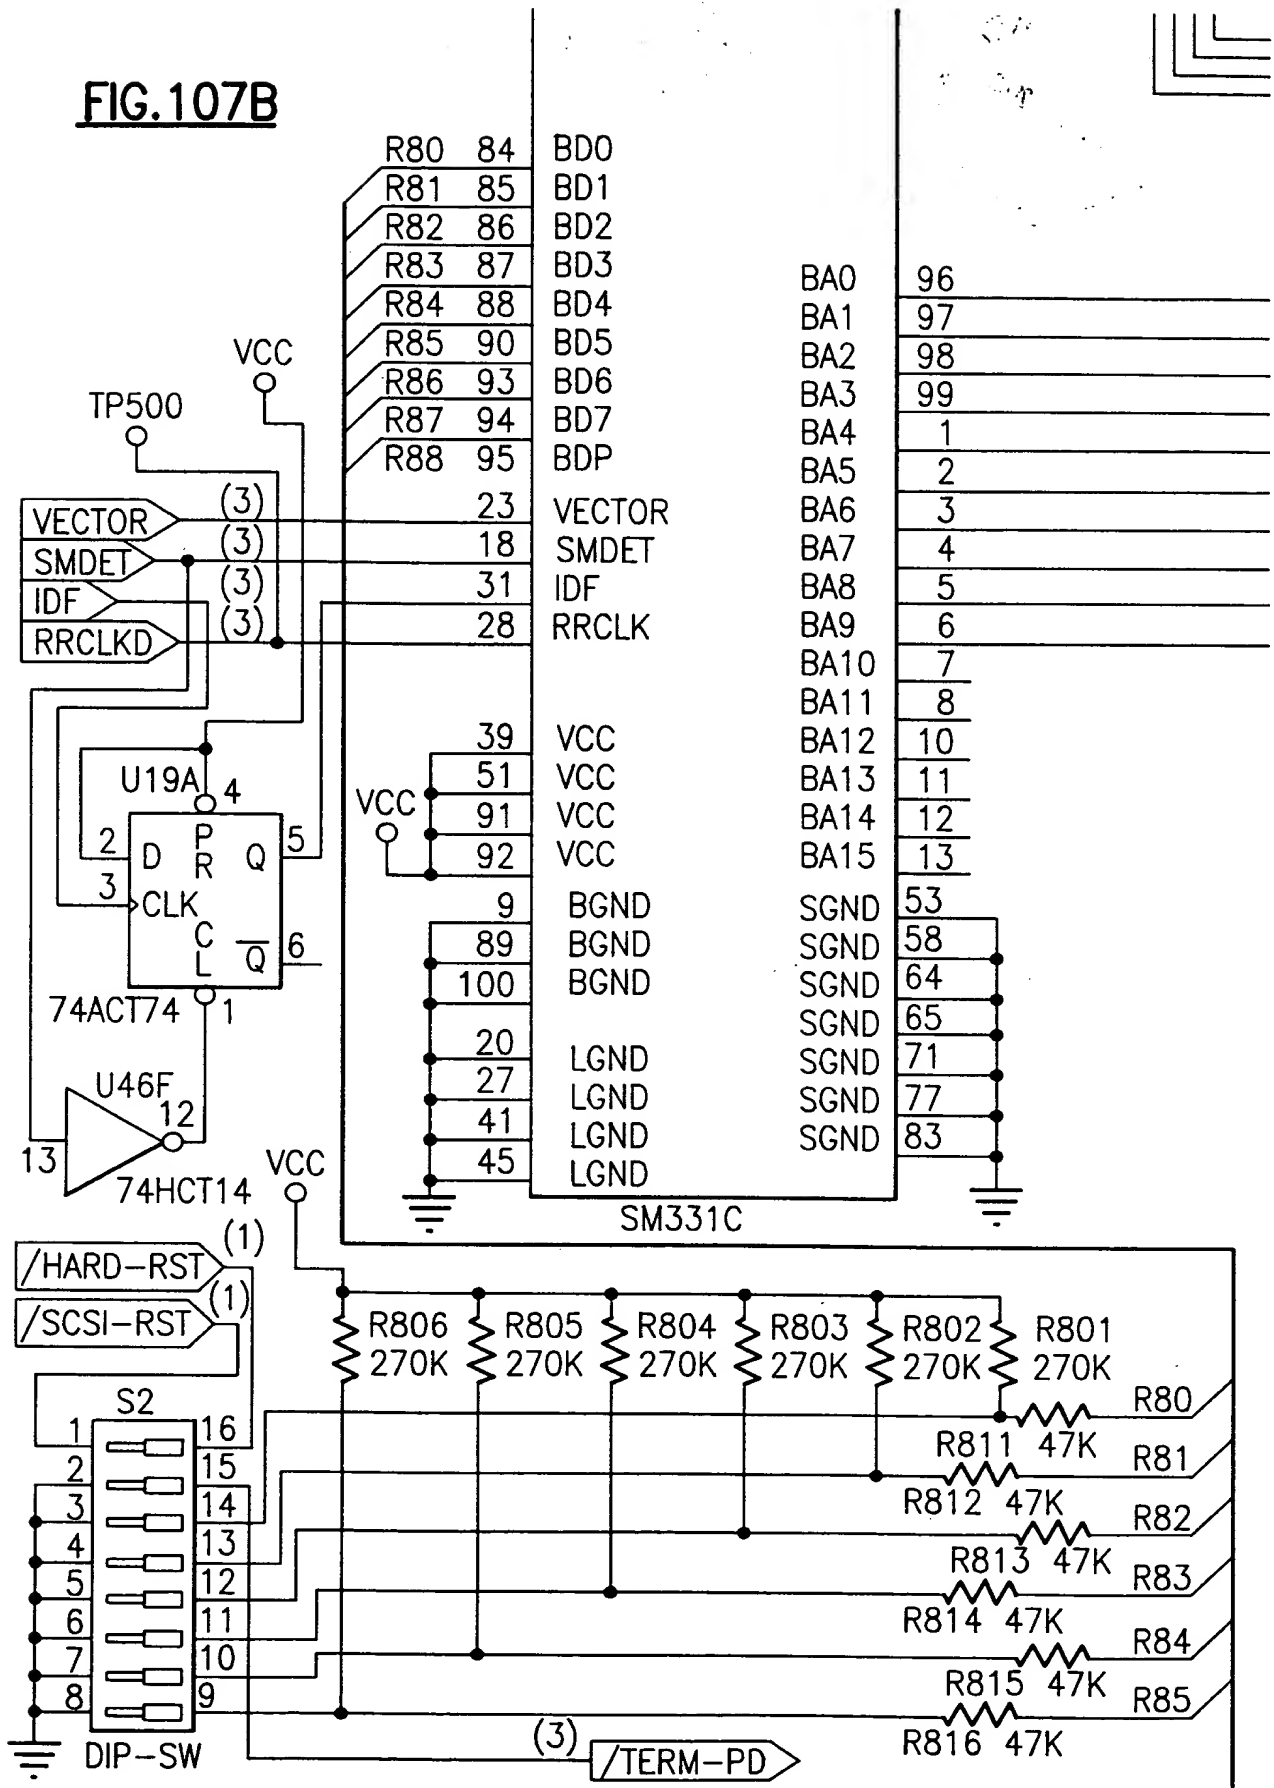 FIG.107B
R80 84 BD0
R81 85 BD1
R82 86 BD2
R83 87 BD3
R84 88 BD4
R85 90 BD5
R86 93 BD6
R87 94 BD7
R88 95 BDP
BA0 96
BA1 97
BA2 98
BA3 99
BA4 1
BA5 2
BA6 3
BA7 4
BA8 5
BA9 6
BA10 7
BA11 8
BA12 10
BA13 11
BA14 12
BA15 13
VCC
TP500
VECTOR (3) 23 VECTOR
SMDET (3) 18 SMDET
IDF (3) 31 IDF
RRCLKD (3) 28 RRCLK
39 VCC
51 VCC
91 VCC
92 VCC
VCC
9 BGND
89 BGND
100 BGND
20 LGND
27 LGND
41 LGND
45 LGND
SGND 53
SGND 58
SGND 64
SGND 65
SGND 71
SGND 77
SGND 83
SM331C
U19A 4
2 D PR Q 5
3 CLK
CL Q 6
74ACT74 1
U46F
12
13
74HCT14
VCC
/HARD-RST (1)
/SCSI-RST (1)
R806 270K
R805 270K
R804 270K
R803 270K
R802 270K
R801 270K
S2
1 16
2 15
3 14
4 13
5 12
6 11
7 10
8 9
DIP-SW
R811 47K R80
R812 47K R81
R813 47K R82
R814 47K R83
R815 47K R84
R816 47K R85
(3) /TERM-PD